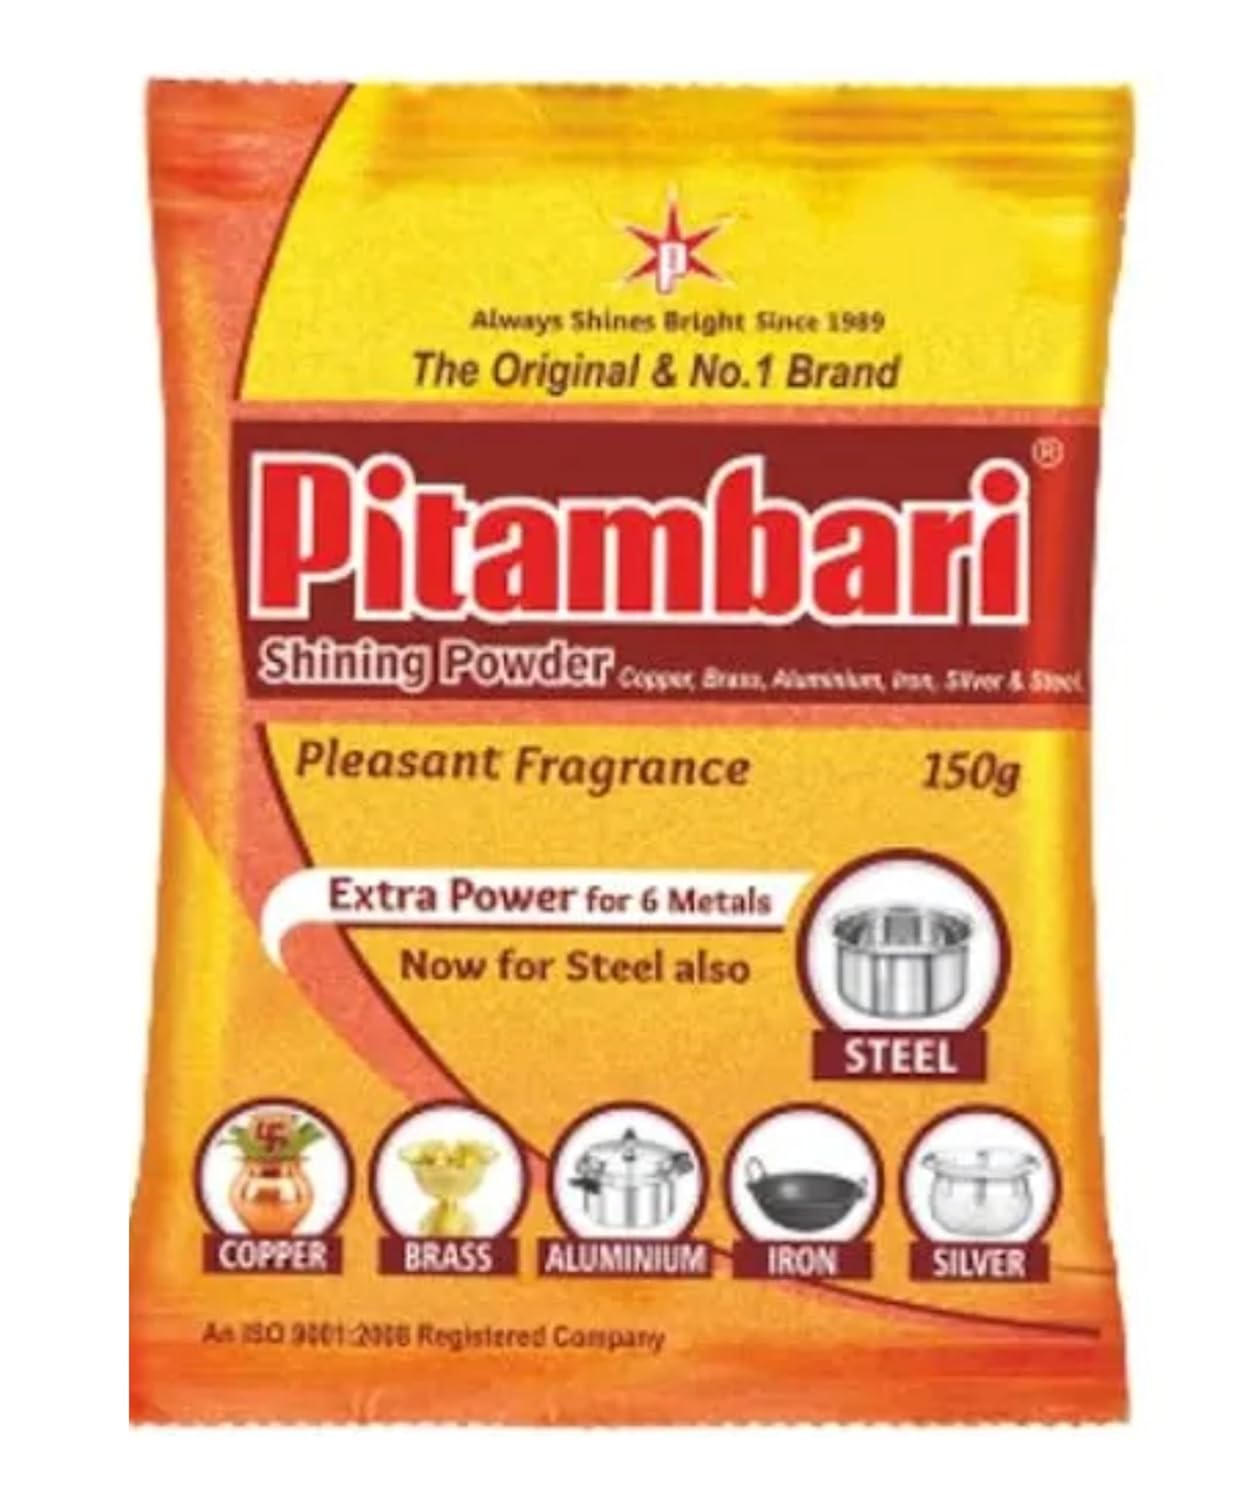 P
Always Shines Bright Since 1989
The Original & No.1 Brand
Pitambari®
Shining Powder Copper, Brass, Aluminium, Iron, Silver & Steel
Pleasant Fragrance 150g
Extra Power for 6 Metals
Now for Steel also
STEEL
COPPER BRASS ALUMINIUM IRON SILVER
An ISO 9001:2008 Registered Company